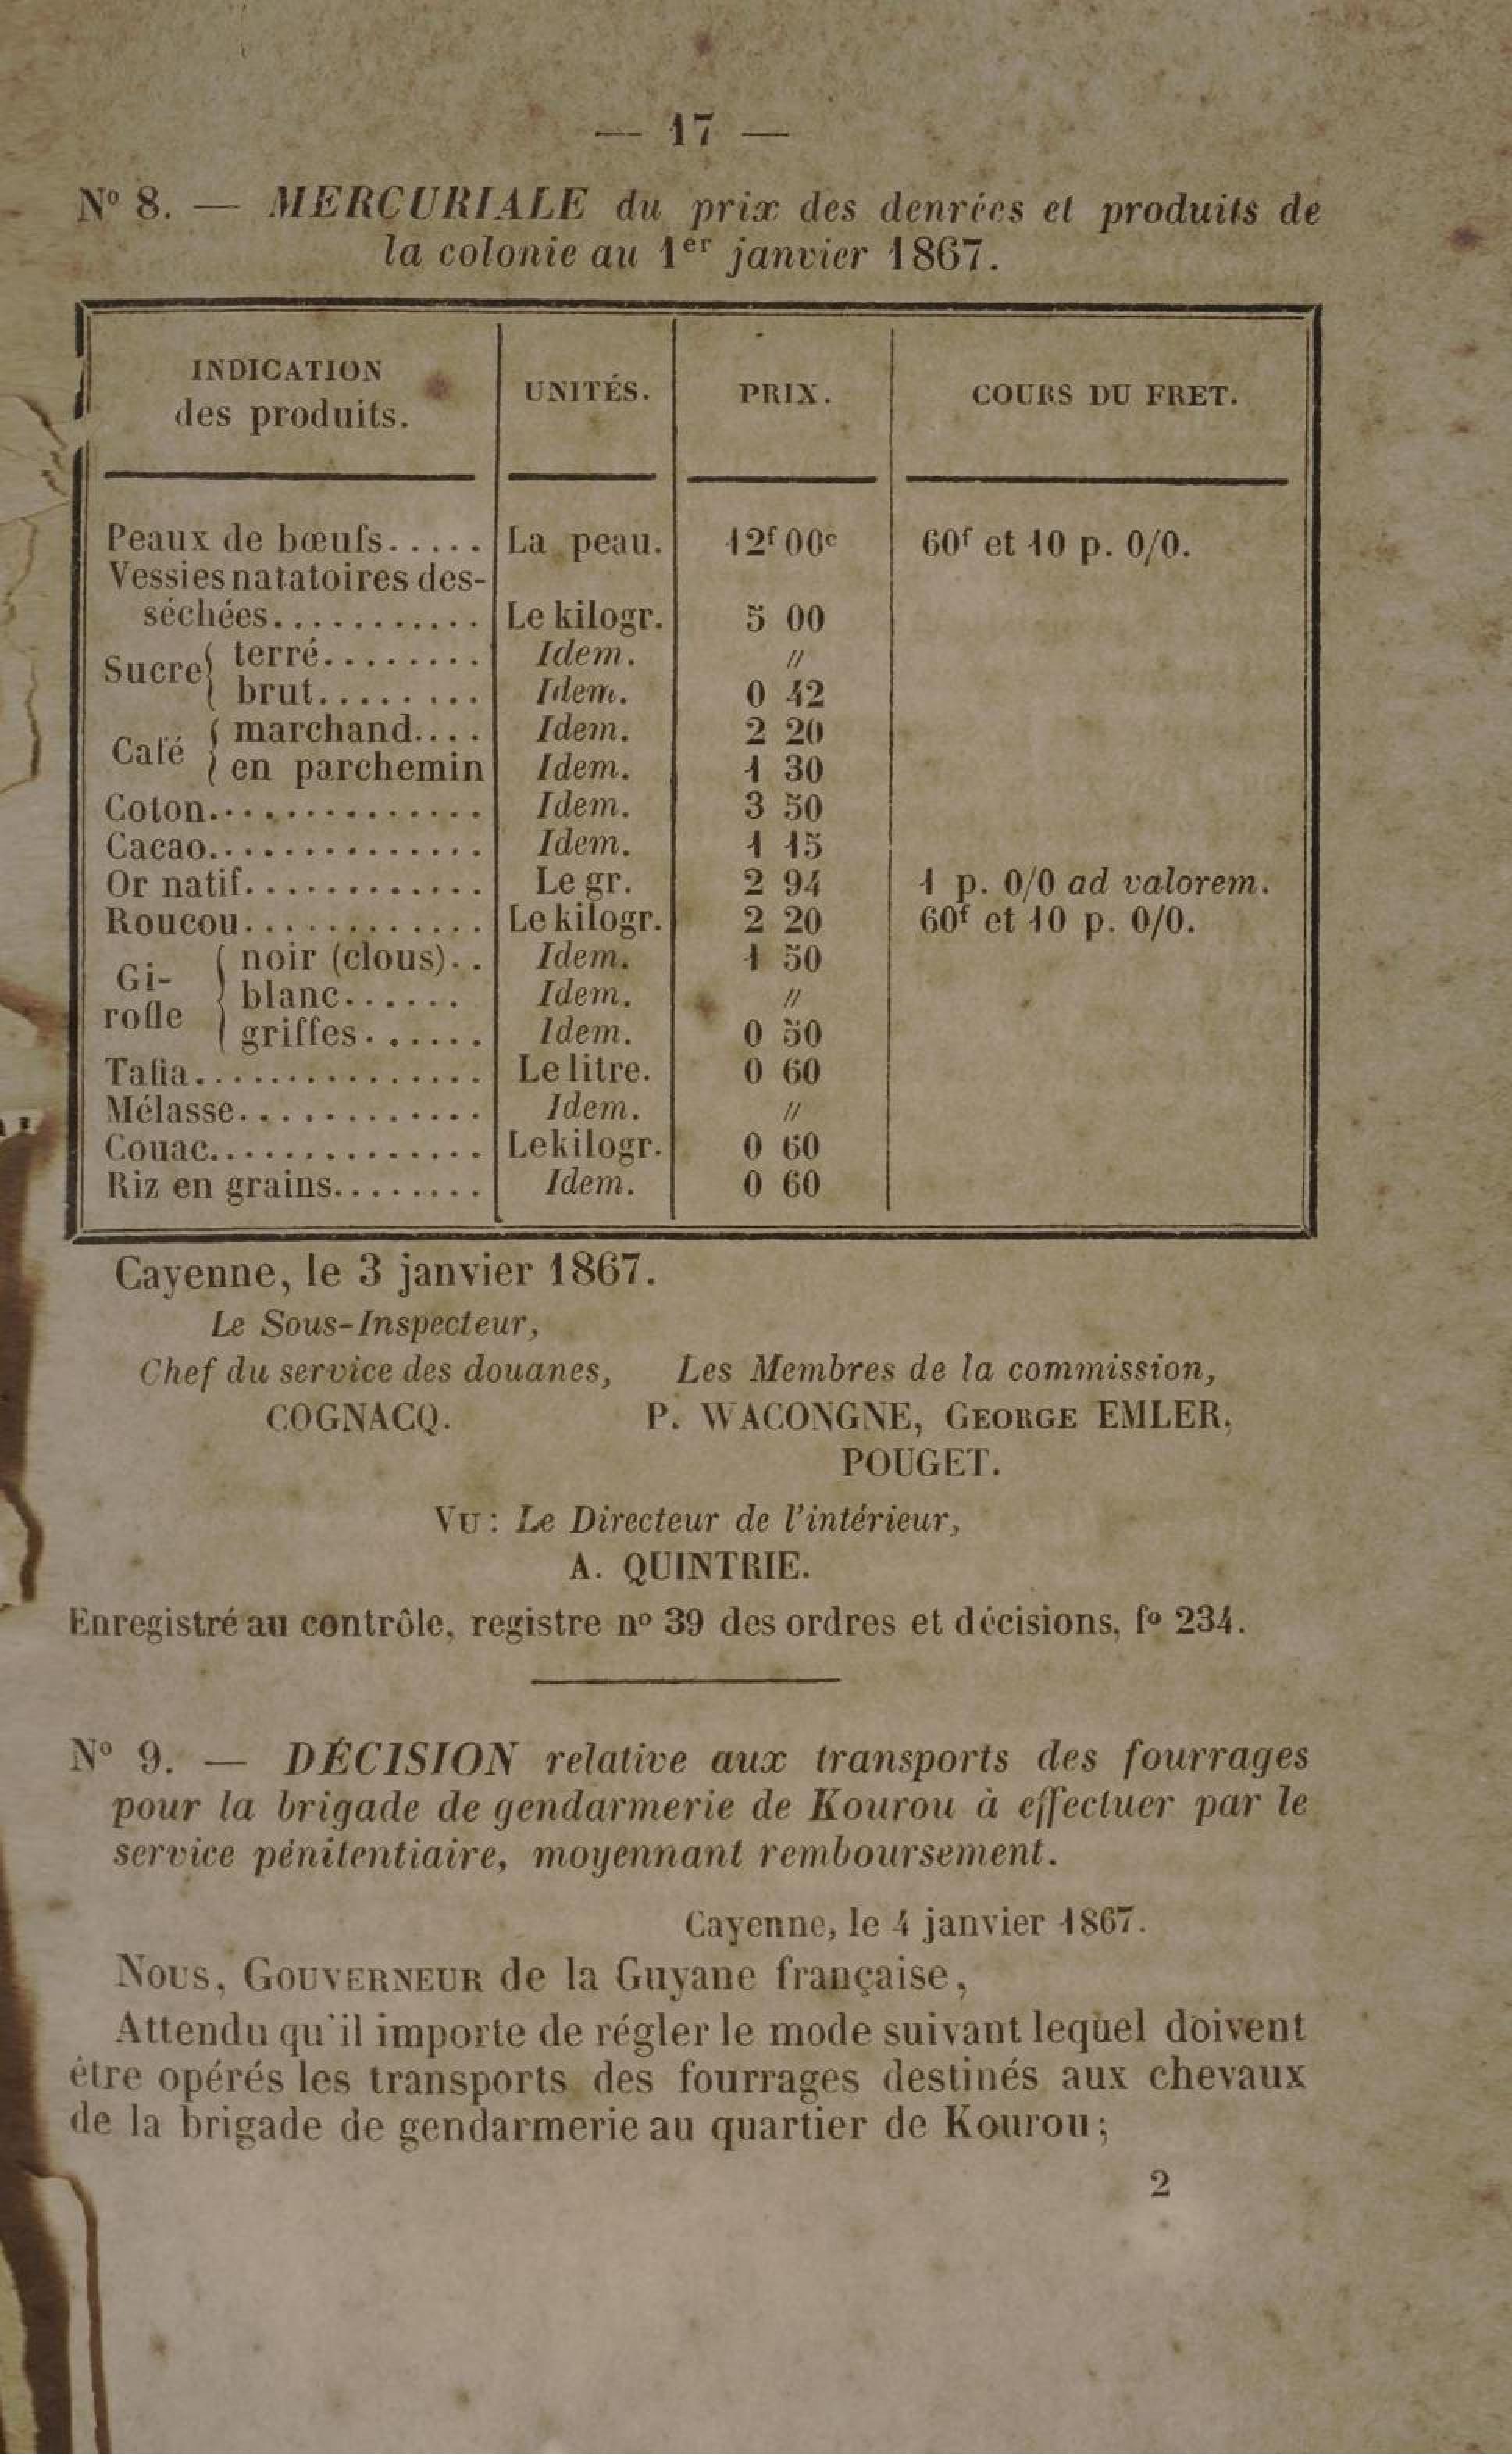 — 17 —
N° 8. — MERCURIALE du prix des denrées et produits de
la colonie au 1er janvier 1867.
INDICATION des produits. UNITÉS. PRIX. COURS DU FRET.
Peaux de bœufs..... La peau. 12f 00c 60f et 10 p. 0/0.
Vessies natatoires des-
séchées........... Le kilogr. 5 00
Sucre { terré........ Idem. "
brut........ Idem. 0 42
Café { marchand.... Idem. 2 20
en parchemin Idem. 1 30
Coton.............. Idem. 3 50
Cacao.............. Idem. 1 15
Or natif............ Le gr. 2 94 1 p. 0/0 ad valorem.
Roucou............ Le kilogr. 2 20 60f et 10 p. 0/0.
Gi-rofle { noir (clous).. Idem. 1 50
blanc...... Idem. "
griffes...... Idem. 0 50
Tafia............... Le litre. 0 60
Mélasse............ Idem. "
Couac.............. Le kilogr. 0 60
Riz en grains........ Idem. 0 60
Cayenne, le 3 janvier 1867.
Le Sous-Inspecteur,
Chef du service des douanes, Les Membres de la commission,
COGNACQ. P. WACONGNE, GEORGE EMLER,
POUGET.
VU : Le Directeur de l'intérieur,
A. QUINTRIE.
Enregistré au contrôle, registre n° 39 des ordres et décisions, f° 234.
N° 9. — DÉCISION relative aux transports des fourrages
pour la brigade de gendarmerie de Kourou à effectuer par le
service pénitentiaire, moyennant remboursement.
Cayenne, le 4 janvier 1867.
NOUS, GOUVERNEUR de la Guyane française,
Attendu qu'il importe de régler le mode suivant lequel doivent
être opérés les transports des fourrages destinés aux chevaux
de la brigade de gendarmerie au quartier de Kourou ;
2